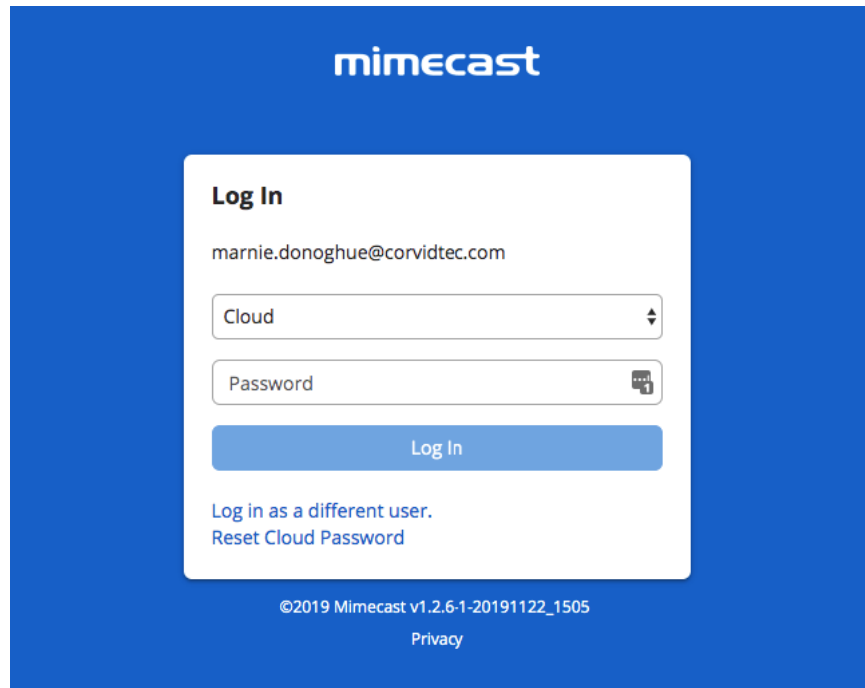 mimecast
Log In
marnie.donoghue@corvidtec.com
Cloud
Password
1
Log In
Log in as a different user.
Reset Cloud Password
©2019 Mimecast v1.2.6-1-20191122_1505
Privacy